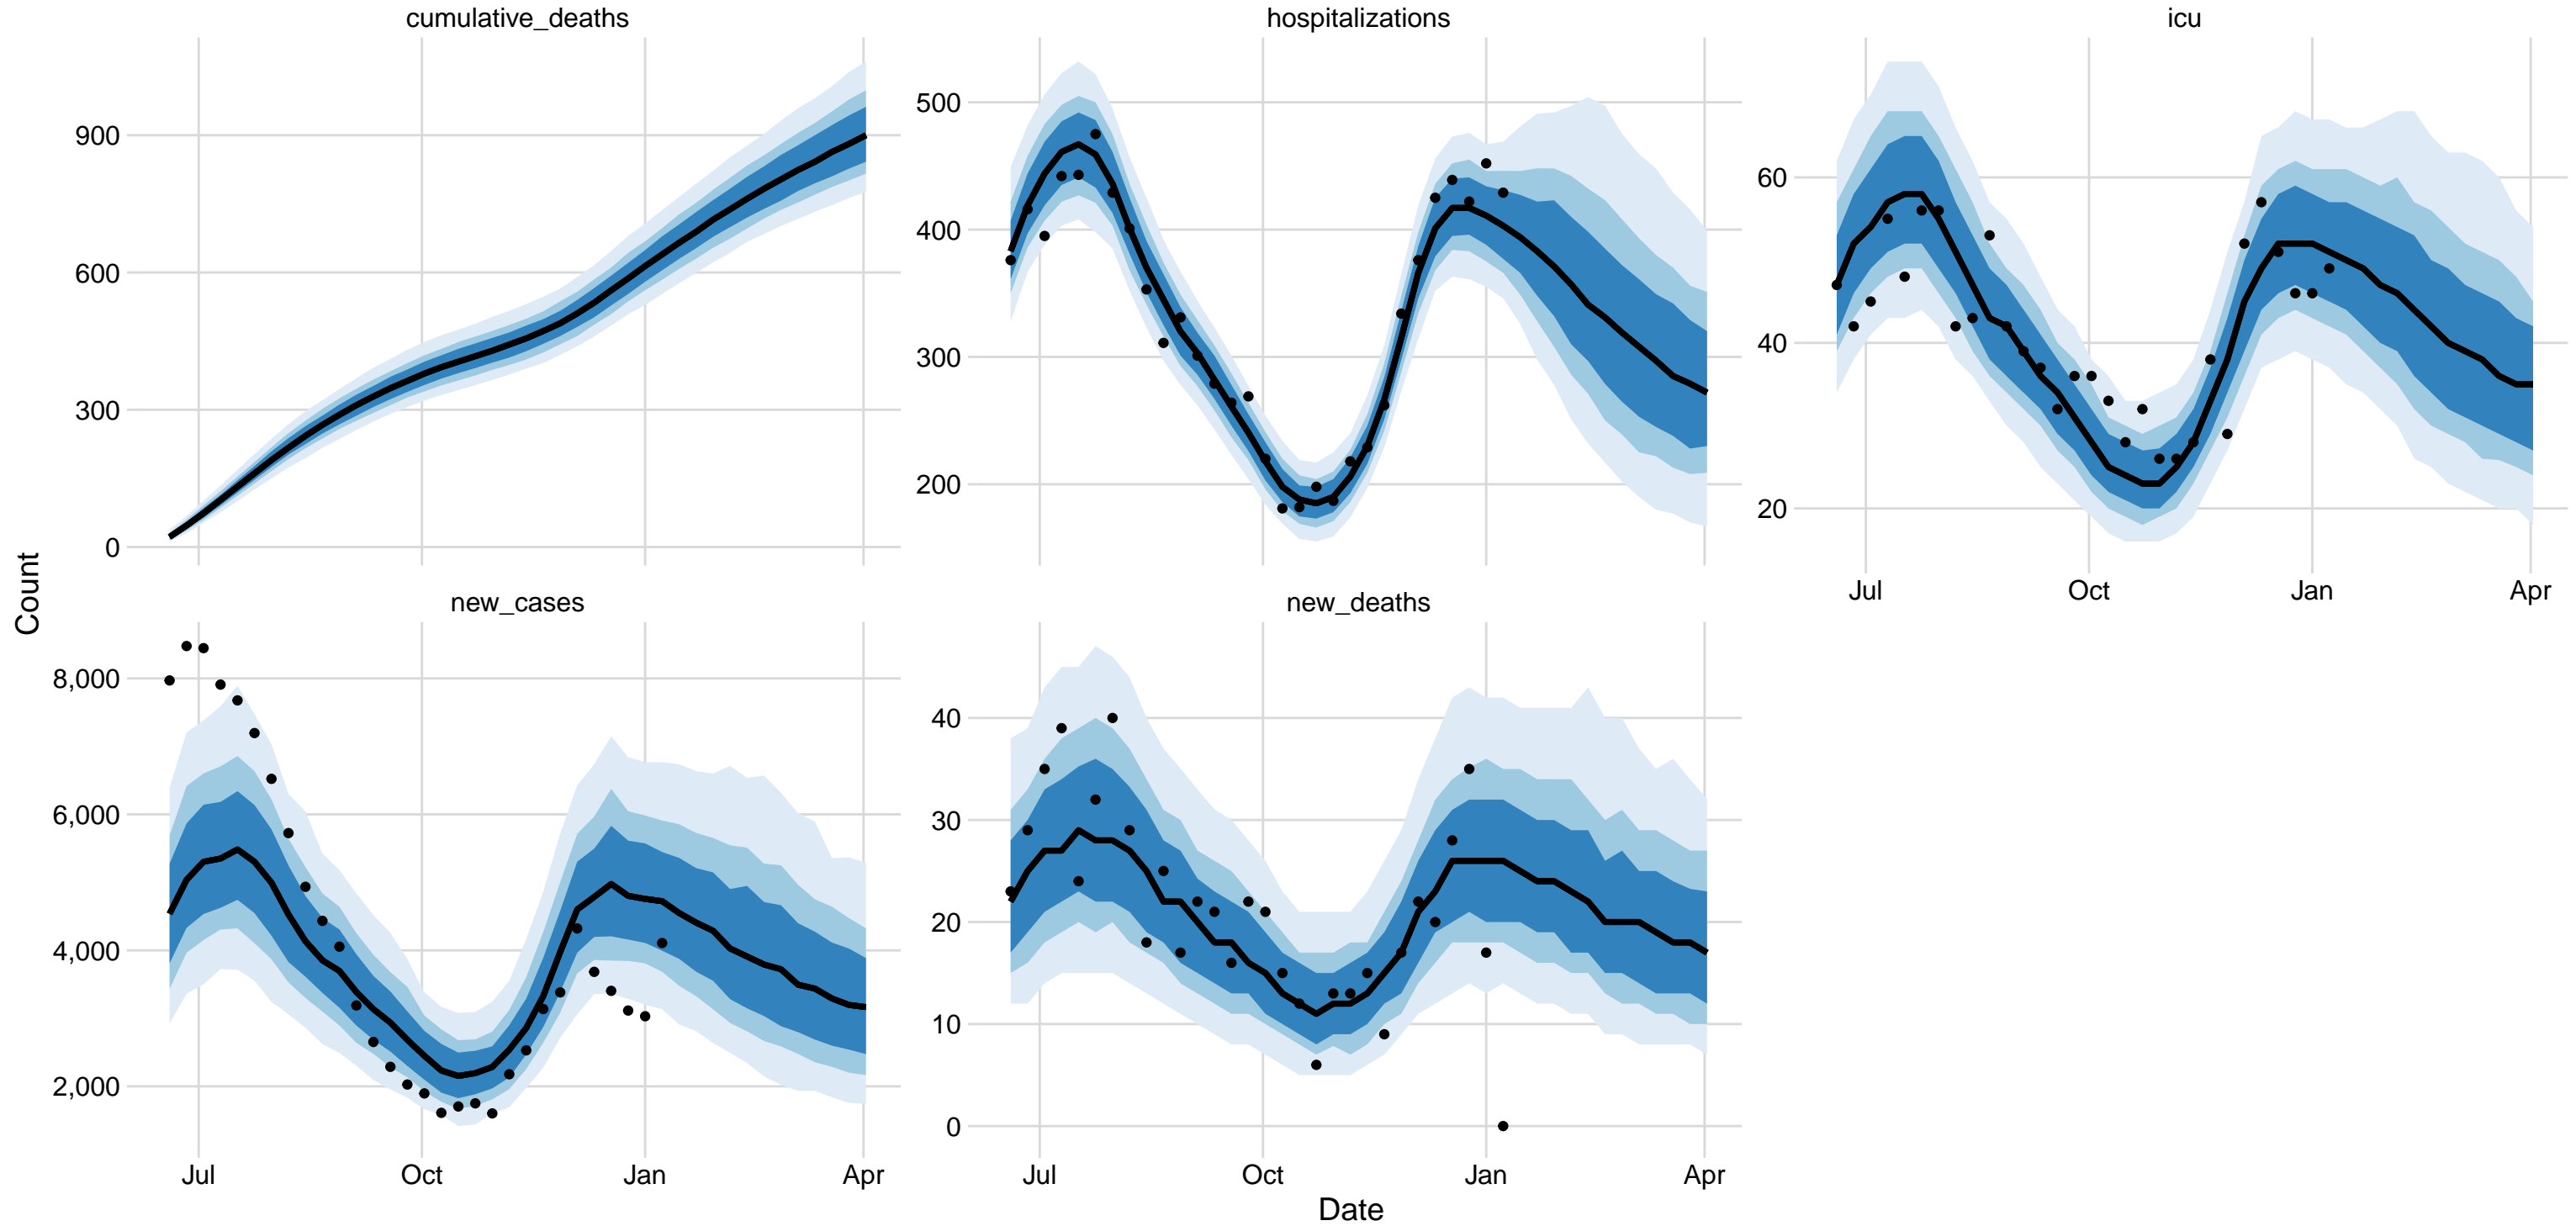 cumulative_deaths
hospitalizations
icu
900
600
300
0
500
400
300
200
60
40
20
Jul Oct Jan Apr
Count
new_cases
new_deaths
8,000
6,000
4,000
2,000
40
30
20
10
0
Jul Oct Jan Apr
Jul Oct Jan Apr
Date